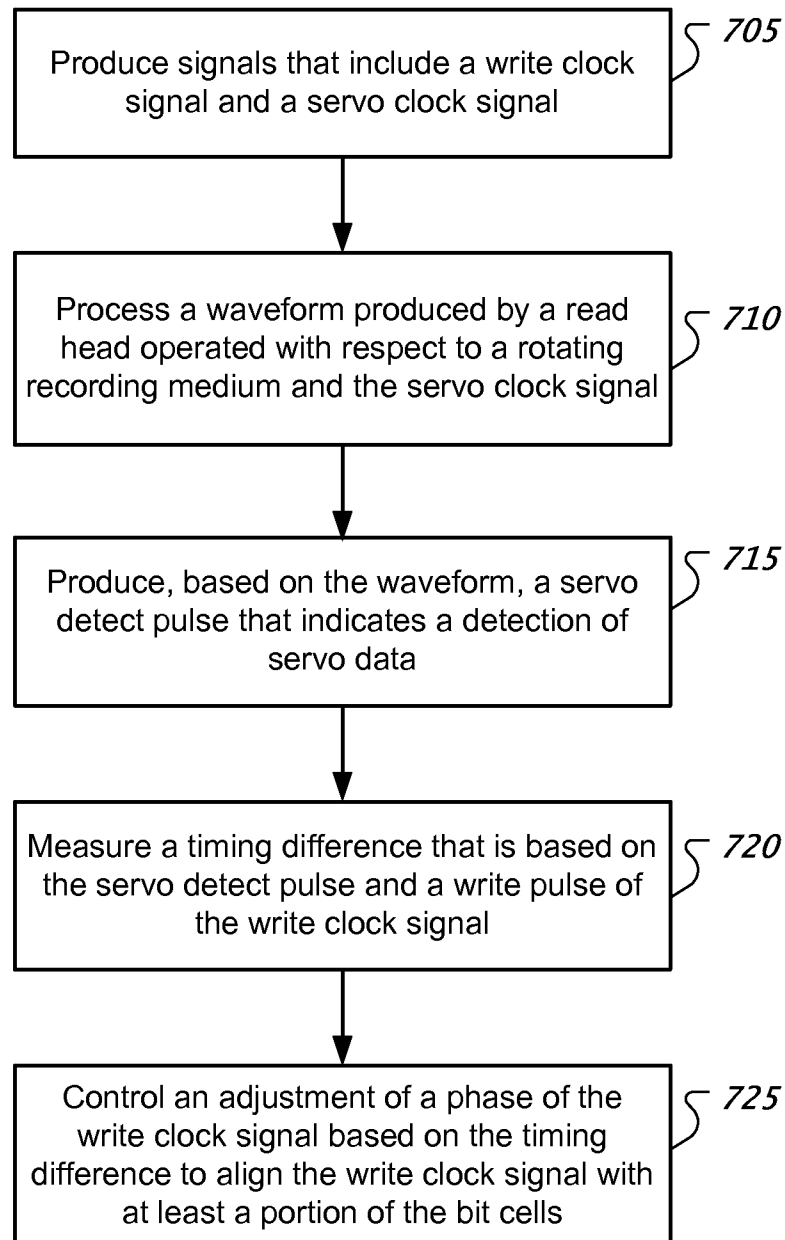 705
Produce signals that include a write clock
signal and a servo clock signal
710
Process a waveform produced by a read
head operated with respect to a rotating
recording medium and the servo clock signal
715
Produce, based on the waveform, a servo
detect pulse that indicates a detection of
servo data
720
Measure a timing difference that is based on
the servo detect pulse and a write pulse of
the write clock signal
725
Control an adjustment of a phase of the
write clock signal based on the timing
difference to align the write clock signal with
at least a portion of the bit cells